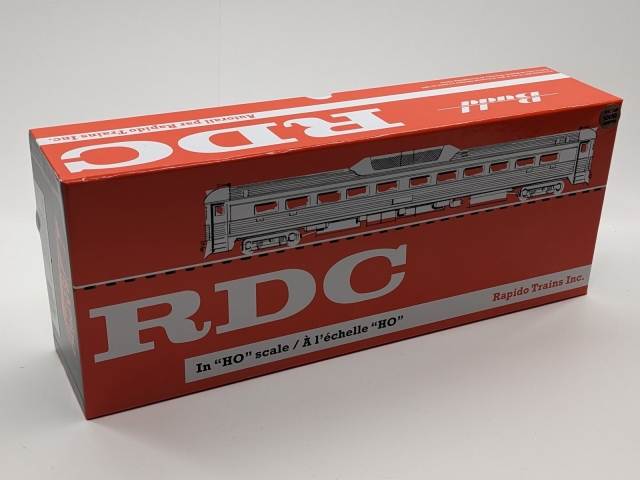 Budd
RDC
Autorail par Rapido Trains Inc.
RDC
In "HO" scale / À l'échelle "HO"
Rapido Trains Inc.